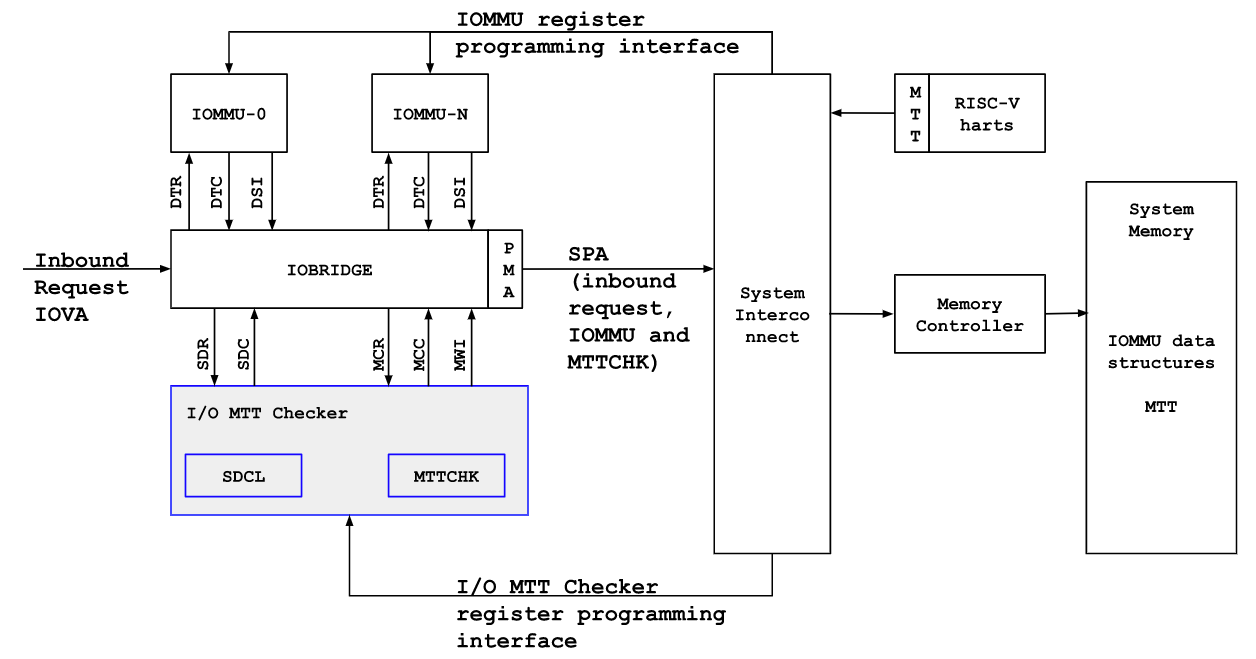 IOMMU register
programming interface
IOMMU-0
IOMMU-N
M
T
T
RISC-V
harts
DTR
DTC
DSI
DTR
DTC
DSI
System
Memory
Inbound
Request
IOVA
IOBRIDGE
P
M
A
SPA
(inbound
request,
IOMMU and
MTTCHK)
System
Interco
nnect
Memory
Controller
IOMMU data
structures
MTT
SDR
SDC
MCR
MCC
MWI
I/O MTT Checker
SDCL
MTTCHK
I/O MTT Checker
register programming
interface